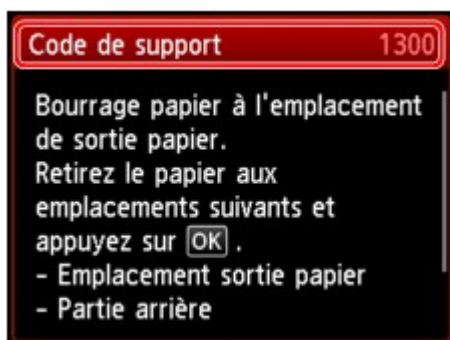 Code de support 1300
Bourrage papier à l'emplacement
de sortie papier.
Retirez le papier aux
emplacements suivants et
appuyez sur OK .
- Emplacement sortie papier
- Partie arrière